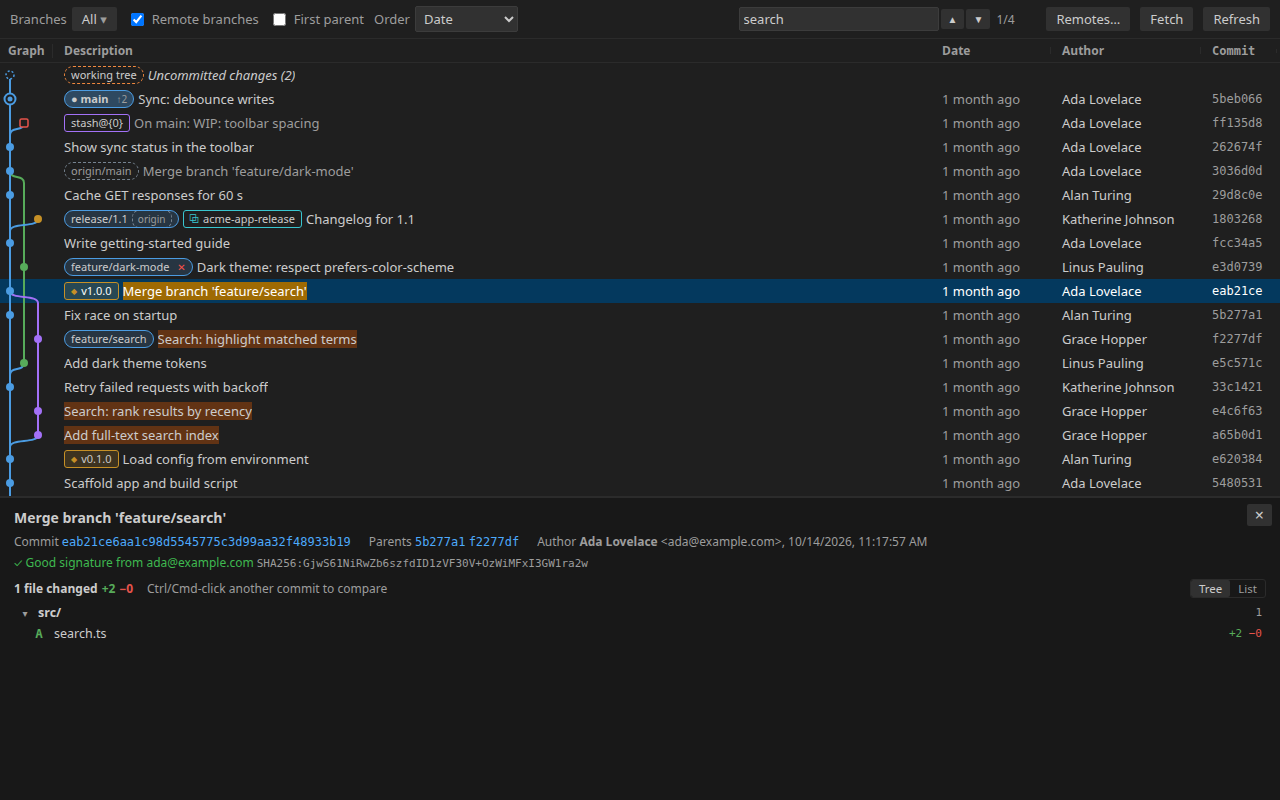 Branches All ▾ Remote branches First parent Order Date search ▲ ▼ 1/4 Remotes... Fetch Refresh
Graph Description Date Author Commit
working tree Uncommitted changes (2)
● main ↑2 Sync: debounce writes 1 month ago Ada Lovelace 5beb066
stash@{0} On main: WIP: toolbar spacing 1 month ago Ada Lovelace ff135d8
Show sync status in the toolbar 1 month ago Ada Lovelace 262674f
origin/main Merge branch 'feature/dark-mode' 1 month ago Ada Lovelace 3036d0d
Cache GET responses for 60 s 1 month ago Alan Turing 29d8c0e
release/1.1 origin acme-app-release Changelog for 1.1 1 month ago Katherine Johnson 1803268
Write getting-started guide 1 month ago Ada Lovelace fcc34a5
feature/dark-mode × Dark theme: respect prefers-color-scheme 1 month ago Linus Pauling e3d0739
◆ v1.0.0 Merge branch 'feature/search' 1 month ago Ada Lovelace eab21ce
Fix race on startup 1 month ago Alan Turing 5b277a1
feature/search Search: highlight matched terms 1 month ago Grace Hopper f2277df
Add dark theme tokens 1 month ago Linus Pauling e5c571c
Retry failed requests with backoff 1 month ago Katherine Johnson 33c1421
Search: rank results by recency 1 month ago Grace Hopper e4c6f63
Add full-text search index 1 month ago Grace Hopper a65b0d1
◆ v0.1.0 Load config from environment 1 month ago Alan Turing e620384
Scaffold app and build script 1 month ago Ada Lovelace 5480531
Merge branch 'feature/search' ×
Commit eab21ce6aa1c98d5545775c3d99aa32f48933b19 Parents 5b277a1 f2277df Author Ada Lovelace <ada@example.com>, 10/14/2026, 11:17:57 AM
✓ Good signature from ada@example.com SHA256:GjwS61NiRwZb6szfdID1zVF30V+OzWiMFxI3GW1ra2w
1 file changed +2 −0 Ctrl/Cmd-click another commit to compare Tree List
▾ src/ 1
A search.ts +2 −0